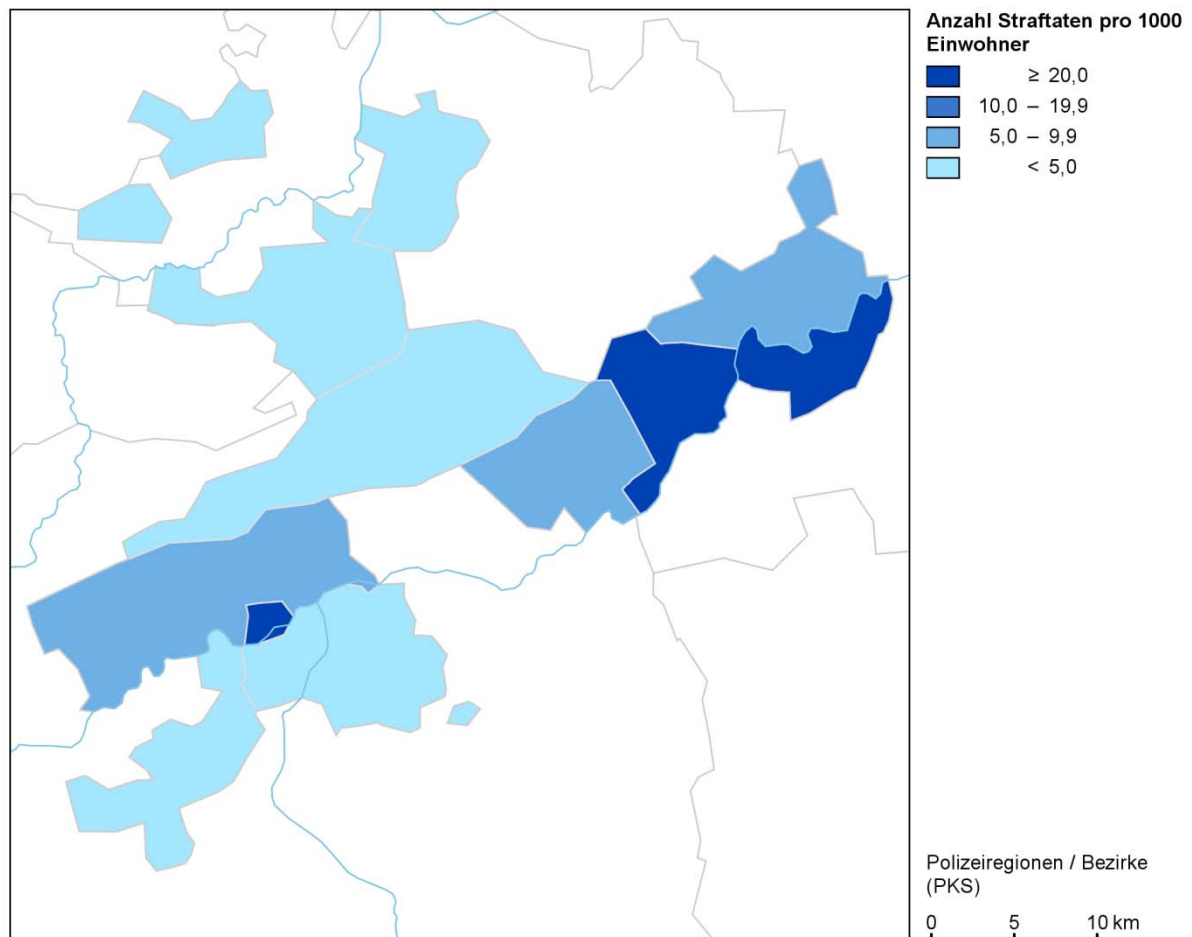 Anzahl Straftaten pro 1000
Einwohner
≥ 20,0
10,0 – 19,9
5,0 – 9,9
< 5,0
Polizeiregionen / Bezirke
(PKS)
0 5 10 km